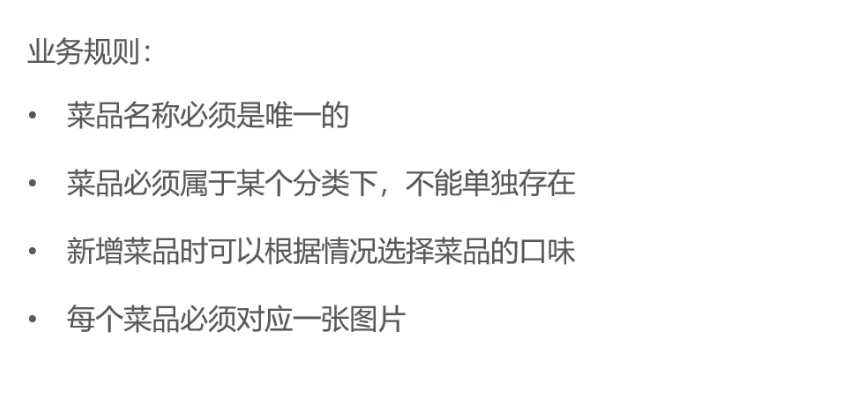 业务规则：
• 菜品名称必须是唯一的
• 菜品必须属于某个分类下，不能单独存在
• 新增菜品时可以根据情况选择菜品的口味
• 每个菜品必须对应一张图片